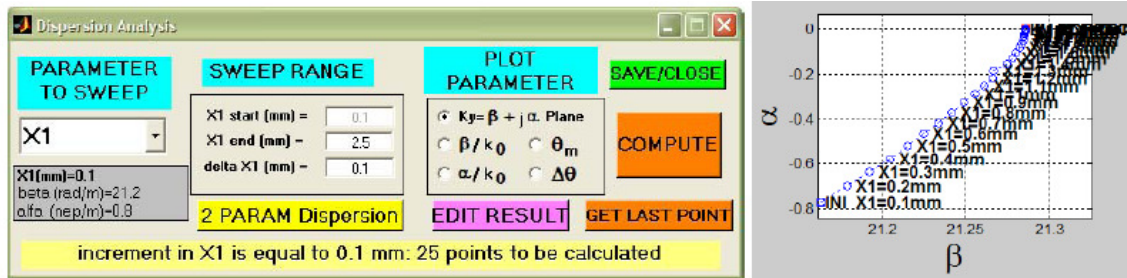 Dispersion Analysis
PARAMETER
TO SWEEP
X1
X1(mm)=0.1
beta (rad/m)=21.2
alfa (nep/m)=0.8
SWEEP RANGE
X1 start (mm) = 0.1
X1 end (mm) = 2.5
delta X1 (mm) = 0.1
2 PARAM Dispersion
PLOT
PARAMETER
Ky= β + j α Plane
β / k0
θm
α / k0
Δθ
EDIT RESULT
SAVE/CLOSE
COMPUTE
GET LAST POINT
increment in X1 is equal to 0.1 mm: 25 points to be calculated
α
0
-0.2
-0.4
-0.6
-0.8
X1=1.1mm
X1=1mm
X1=0.9mm
X1=0.8mm
X1=0.7mm
X1=0.6mm
X1=0.5mm
X1=0.4mm
X1=0.3mm
X1=0.2mm
INI X1=0.1mm
21.2
21.25
21.3
β